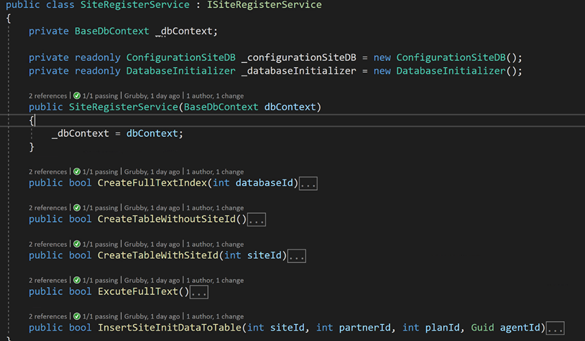 public class SiteRegisterService : ISiteRegisterService
{
private BaseDbContext _dbContext;
private readonly ConfigurationSiteDB _configurationSiteDB = new ConfigurationSiteDB();
private readonly DatabaseInitializer _databaseInitializer = new DatabaseInitializer();
2 references | 1/1 passing | Grubby, 1 day ago | 1 author, 1 change
public SiteRegisterService(BaseDbContext dbContext)
{
_dbContext = dbContext;
}
2 references | 1/1 passing | Grubby, 1 day ago | 1 author, 1 change
public bool CreateFullTextIndex(int databaseId)...
2 references | 1/1 passing | Grubby, 1 day ago | 1 author, 1 change
public bool CreateTableWithoutSiteId()...
2 references | 1/1 passing | Grubby, 1 day ago | 1 author, 1 change
public bool CreateTableWithSiteId(int siteId)...
2 references | 1/1 passing | Grubby, 1 day ago | 1 author, 1 change
public bool ExcuteFullText()...
2 references | 1/1 passing | Grubby, 1 day ago | 1 author, 1 change
public bool InsertSiteInitDataToTable(int siteId, int partnerId, int planId, Guid agentId)...
}